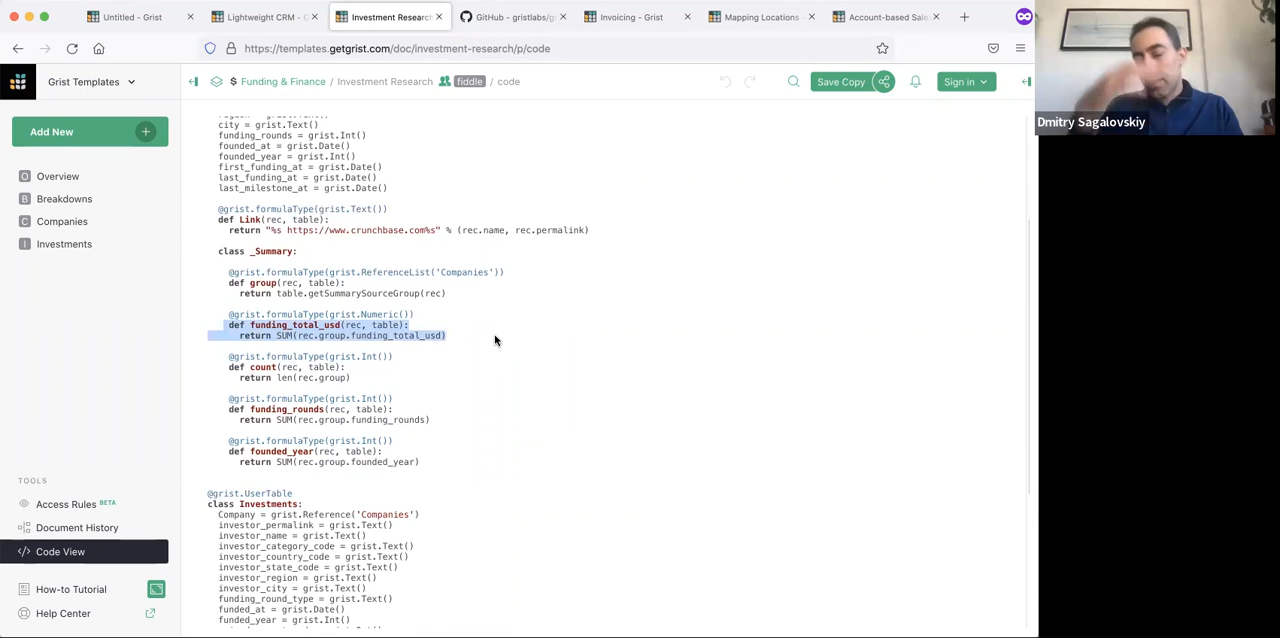 Untitled - Grist
Lightweight CRM - G
Investment Research
GitHub - gristlabs/g
Invoicing - Grist
Mapping Locations
Account-based Sale
https://templates.getgrist.com/doc/investment-research/p/code
Grist Templates
$ Funding & Finance / Investment Research fiddle / code
Save Copy
Sign in
Dmitry Sagalovskiy
Add New +
O Overview
B Breakdowns
C Companies
I Investments
TOOLS
Access Rules BETA
Document History
</> Code View
How-to Tutorial
Help Center
city = grist.Text()
funding_rounds = grist.Int()
founded_at = grist.Date()
founded_year = grist.Int()
first_funding_at = grist.Date()
last_funding_at = grist.Date()
last_milestone_at = grist.Date()
@grist.formulaType(grist.Text())
def Link(rec, table):
return "%s https://www.crunchbase.com%s" % (rec.name, rec.permalink)
class _Summary:
@grist.formulaType(grist.ReferenceList('Companies'))
def group(rec, table):
return table.getSummarySourceGroup(rec)
@grist.formulaType(grist.Numeric())
def funding_total_usd(rec, table):
return SUM(rec.group.funding_total_usd)
@grist.formulaType(grist.Int())
def count(rec, table):
return len(rec.group)
@grist.formulaType(grist.Int())
def funding_rounds(rec, table):
return SUM(rec.group.funding_rounds)
@grist.formulaType(grist.Int())
def founded_year(rec, table):
return SUM(rec.group.founded_year)
@grist.UserTable
class Investments:
Company = grist.Reference('Companies')
investor_permalink = grist.Text()
investor_name = grist.Text()
investor_category_code = grist.Text()
investor_country_code = grist.Text()
investor_state_code = grist.Text()
investor_region = grist.Text()
investor_city = grist.Text()
funding_round_type = grist.Text()
funded_at = grist.Date()
funded_year = grist.Int()